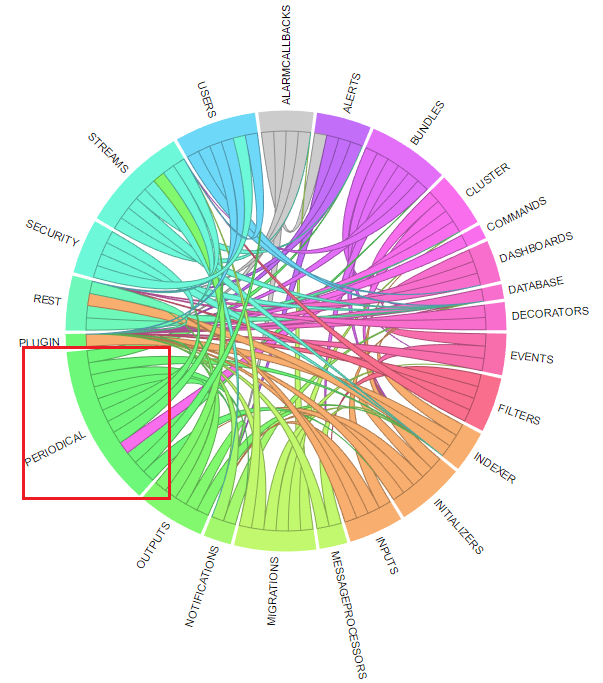 ALARMCALLBACKS
ALERTS
BUNDLES
CLUSTER
COMMANDS
DASHBOARDS
DATABASE
DECORATORS
EVENTS
FILTERS
INDEXER
INITIALIZERS
INPUTS
MESSAGEPROCESSORS
MIGRATIONS
NOTIFICATIONS
OUTPUTS
PERIODICAL
PLUGIN
REST
SECURITY
STREAMS
USERS